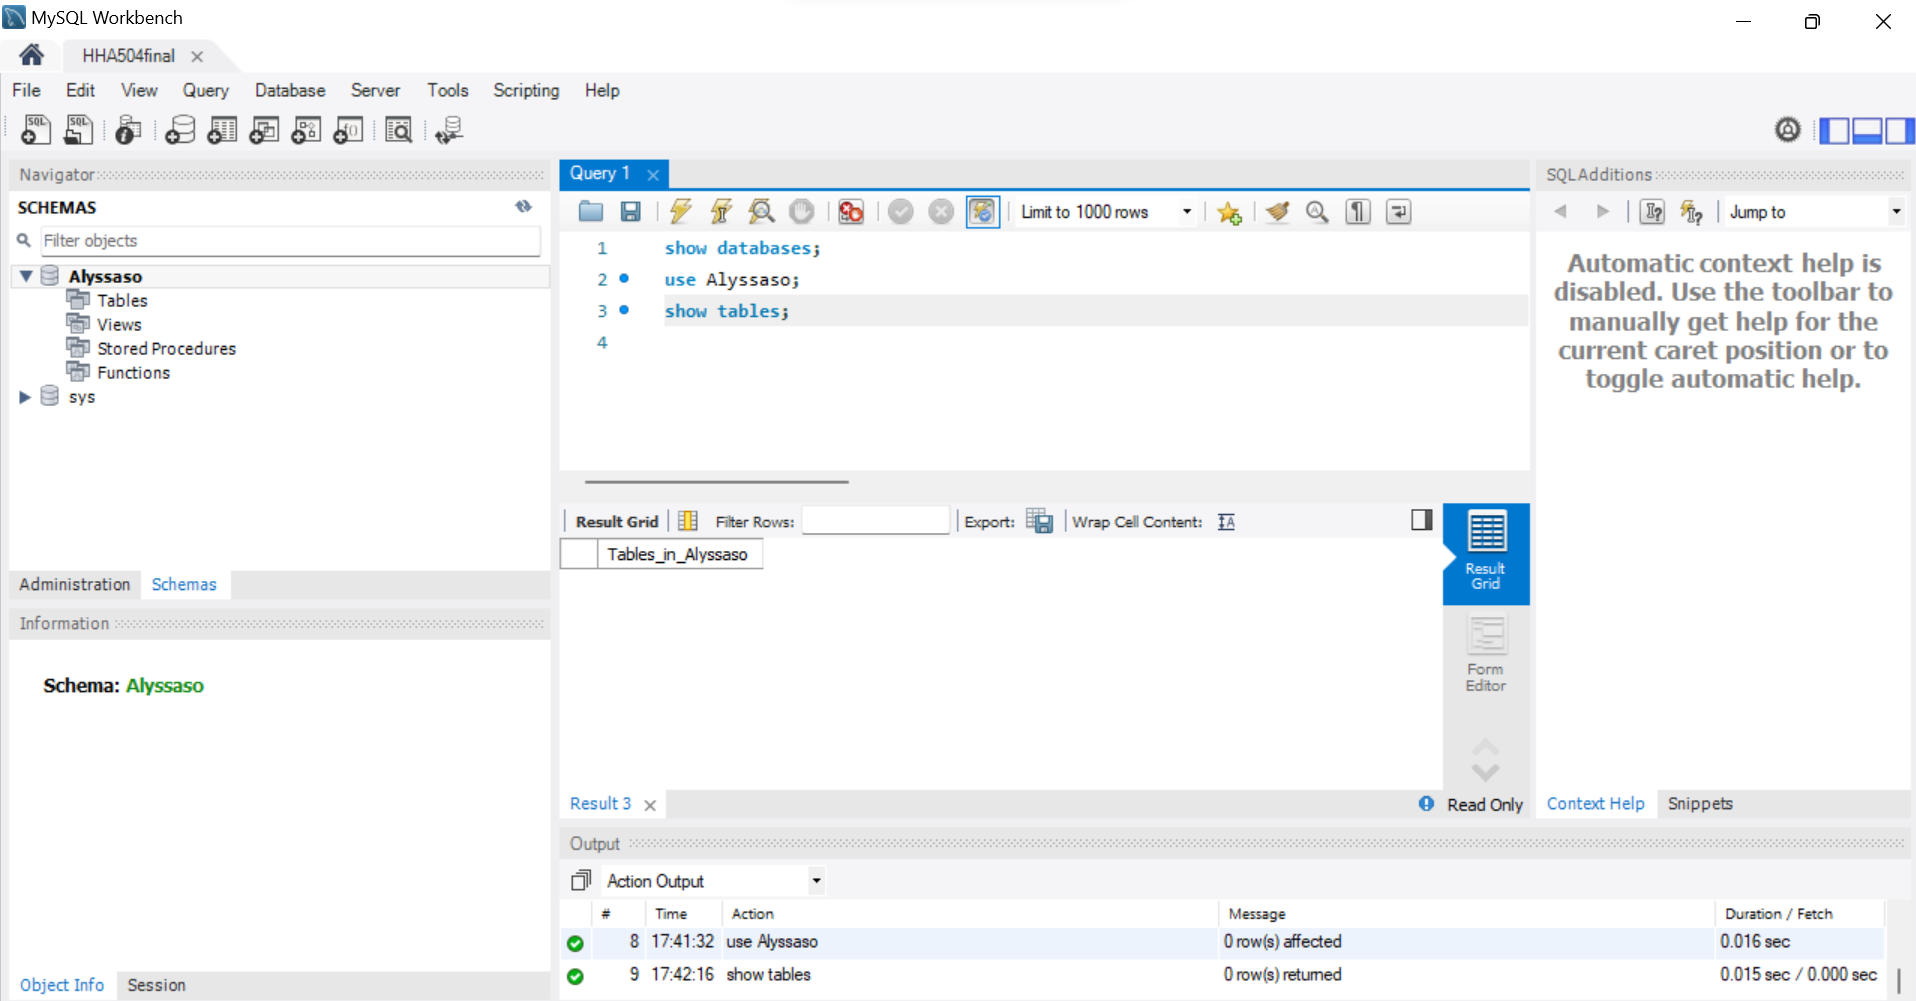 MySQL Workbench
HHA504final
File Edit View Query Database Server Tools Scripting Help
Navigator
SCHEMAS
Filter objects
Alyssaso
Tables
Views
Stored Procedures
Functions
sys
Administration Schemas
Information
Schema: Alyssaso
Object Info Session
Query 1
Limit to 1000 rows
1 show databases;
2 use Alyssaso;
3 show tables;
4
Result Grid Filter Rows: Export: Wrap Cell Content:
Tables_in_Alyssaso
Result
Grid
Form
Editor
Result 3 Read Only
SQLAdditions
Jump to
Automatic context help is
disabled. Use the toolbar to
manually get help for the
current caret position or to
toggle automatic help.
Context Help Snippets
Output
Action Output
# Time Action Message Duration / Fetch
8 17:41:32 use Alyssaso 0 row(s) affected 0.016 sec
9 17:42:16 show tables 0 row(s) returned 0.015 sec / 0.000 sec